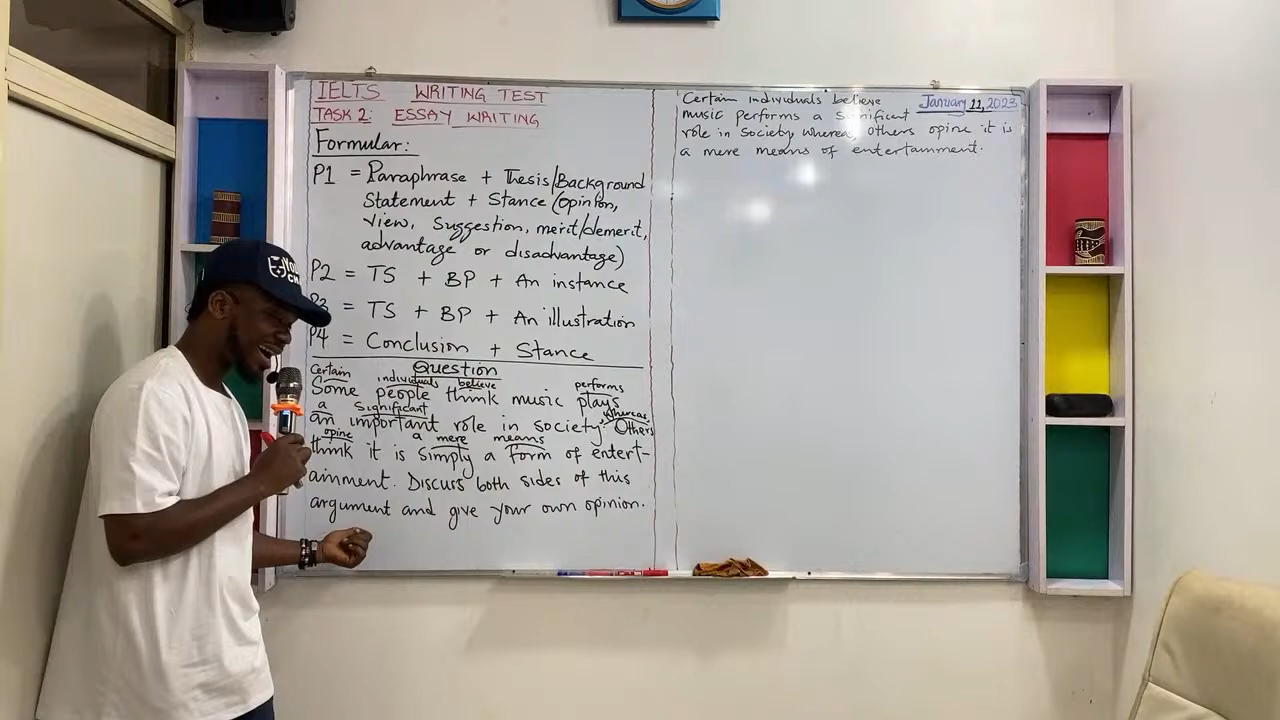 IELTS WRITING TEST
TASK 2: ESSAY WRITING
Formular:
P1 = Paraphrase + Thesis/Background
Statement + Stance (Opinion,
view, Suggestion, merit/demerit,
advantage or disadvantage)
P2 = TS + BP + An instance
P3 = TS + BP + An illustration
P4 = Conclusion + Stance
Question
Certain individuals believe performs
Some people think music plays
a significant whereas
an important role in society. Others
opine a mere means
think it is simply a form of entert-
ainment. Discuss both sides of this
argument and give your own opinion.
January 11, 2023
Certain individuals believe
music performs a significant
role in society whereas others opine it is
a mere means of entertainment.